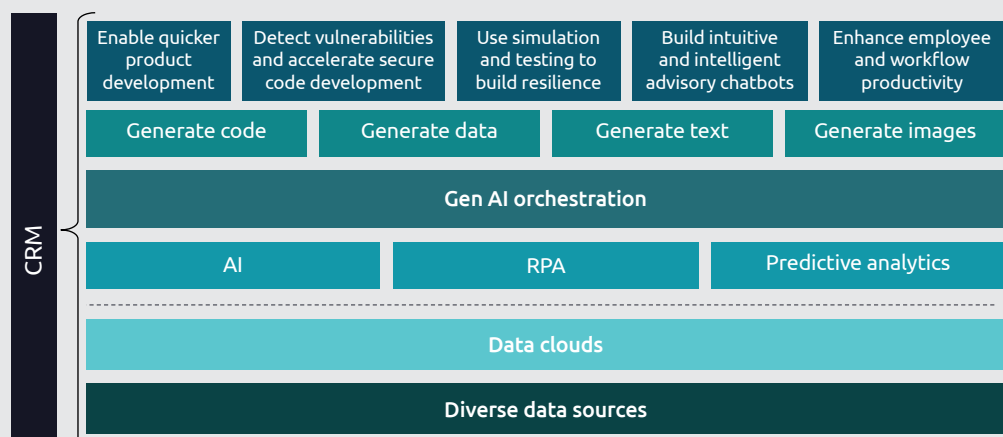 CRM
Enable quicker
product
development
Detect vulnerabilities
and accelerate secure
code development
Use simulation
and testing to
build resilience
Build intuitive
and intelligent
advisory chatbots
Enhance employee
and workflow
productivity
Generate code
Generate data
Generate text
Generate images
Gen AI orchestration
AI
RPA
Predictive analytics
Data clouds
Diverse data sources